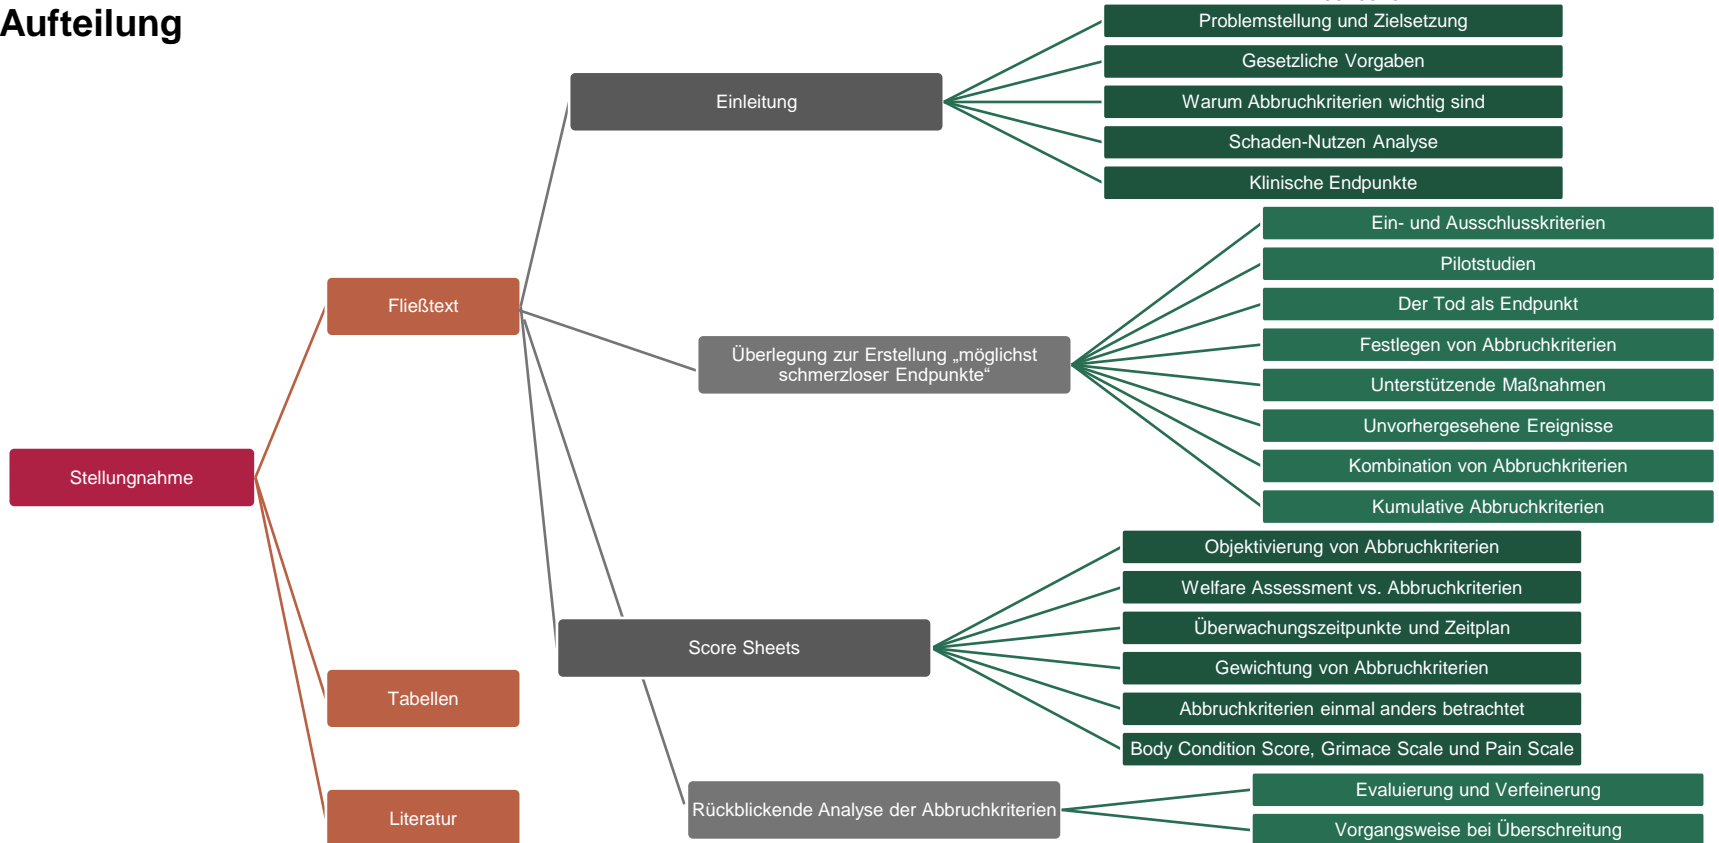 Aufteilung
Stellungnahme
Fließtext
Tabellen
Literatur
Einleitung
Problemstellung und Zielsetzung
Gesetzliche Vorgaben
Warum Abbruchkriterien wichtig sind
Schaden-Nutzen Analyse
Klinische Endpunkte
Überlegung zur Erstellung „möglichst
schmerzloser Endpunkte“
Ein- und Ausschlusskriterien
Pilotstudien
Der Tod als Endpunkt
Festlegen von Abbruchkriterien
Unterstützende Maßnahmen
Unvorhergesehene Ereignisse
Kombination von Abbruchkriterien
Kumulative Abbruchkriterien
Score Sheets
Objektivierung von Abbruchkriterien
Welfare Assessment vs. Abbruchkriterien
Überwachungszeitpunkte und Zeitplan
Gewichtung von Abbruchkriterien
Abbruchkriterien einmal anders betrachtet
Body Condition Score, Grimace Scale und Pain Scale
Rückblickende Analyse der Abbruchkriterien
Evaluierung und Verfeinerung
Vorgangsweise bei Überschreitung